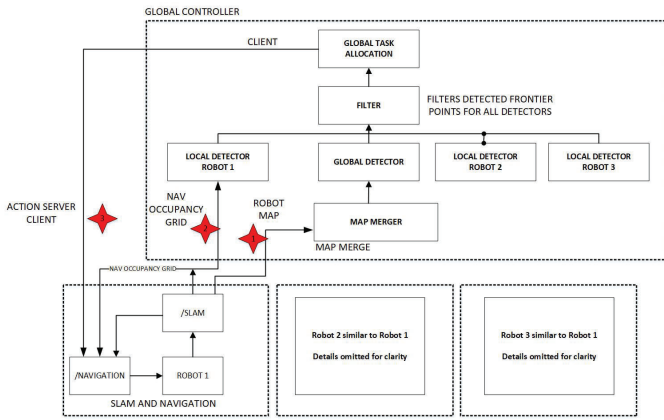 GLOBAL CONTROLLER
CLIENT
GLOBAL TASK
ALLOCATION
FILTER
FILTERS DETECTED FRONTIER
POINTS FOR ALL DETECTORS
LOCAL DETECTOR
ROBOT 1
GLOBAL DETECTOR
LOCAL DETECTOR
ROBOT 2
LOCAL DETECTOR
ROBOT 3
ACTION SERVER
CLIENT
3
NAV
OCCUPANCY
GRID
2
ROBOT
MAP
1
MAP MERGER
MAP MERGE
NAV OCCUPANCY GRID
/SLAM
/NAVIGATION
ROBOT 1
SLAM AND NAVIGATION
Robot 2 similar to Robot 1
Details omitted for clarity
Robot 3 similar to Robot 1
Details omitted for clarity